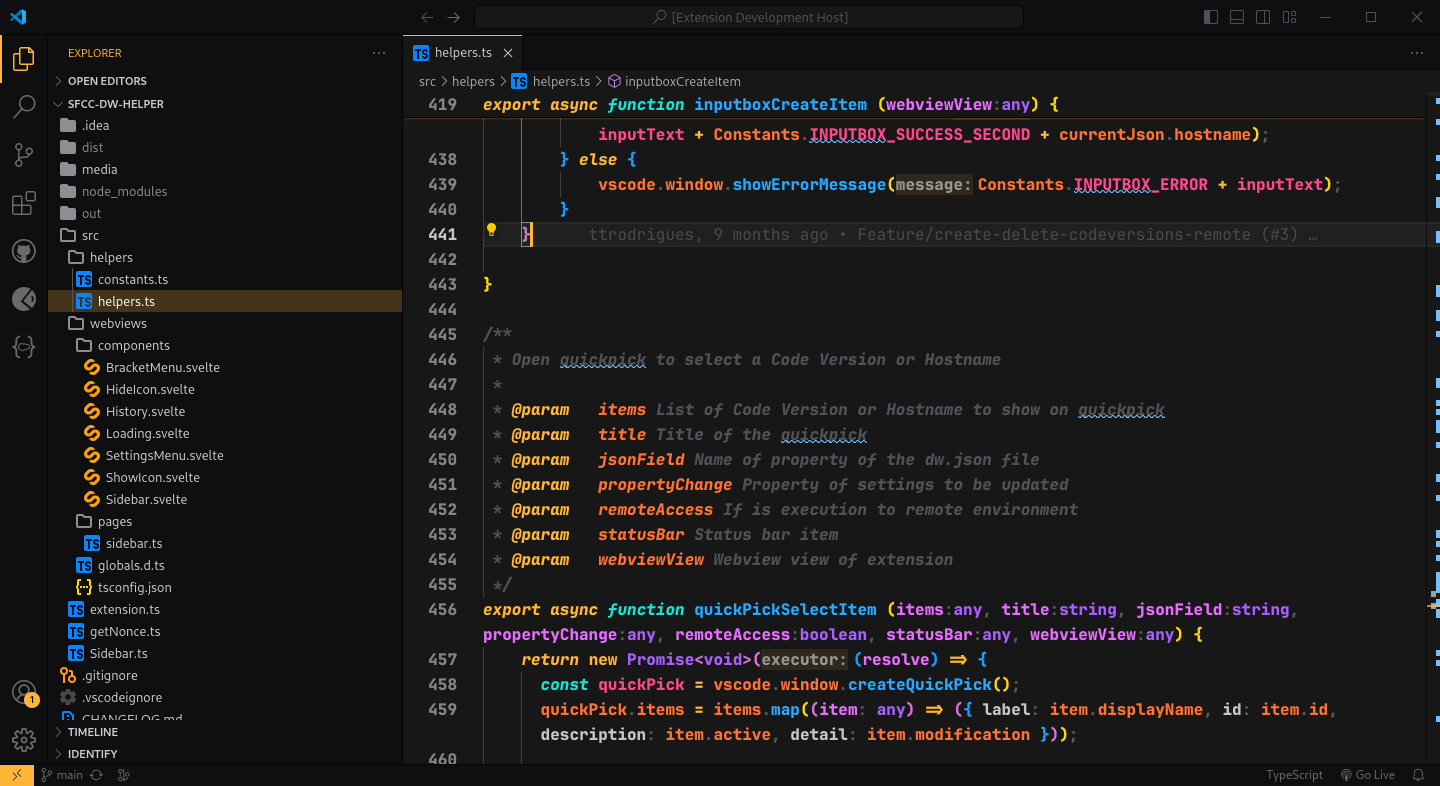 [Extension Development Host]
EXPLORER
OPEN EDITORS
SFCC-DW-HELPER
.idea
dist
media
node_modules
out
src
helpers
TS constants.ts
TS helpers.ts
webviews
components
BracketMenu.svelte
HideIcon.svelte
History.svelte
Loading.svelte
SettingsMenu.svelte
ShowIcon.svelte
Sidebar.svelte
pages
TS sidebar.ts
TS globals.d.ts
tsconfig.json
TS extension.ts
TS getNonce.ts
TS Sidebar.ts
.gitignore
.vscodeignore
CHANGELOG.md
TIMELINE
IDENTIFY
1
TS helpers.ts
src > helpers > TS helpers.ts > inputboxCreateItem
419 export async function inputboxCreateItem (webviewView:any) {
inputText + Constants.INPUTBOX_SUCCESS_SECOND + currentJson.hostname);
438 } else {
439 vscode.window.showErrorMessage(message: Constants.INPUTBOX_ERROR + inputText);
440 }
441 } ttrodrigues, 9 months ago • Feature/create-delete-codeversions-remote (#3) …
442
443 }
444
445 /**
446 * Open quickpick to select a Code Version or Hostname
447 *
448 * @param items List of Code Version or Hostname to show on quickpick
449 * @param title Title of the quickpick
450 * @param jsonField Name of property of the dw.json file
451 * @param propertyChange Property of settings to be updated
452 * @param remoteAccess If is execution to remote environment
453 * @param statusBar Status bar item
454 * @param webviewView Webview view of extension
455 */
456 export async function quickPickSelectItem (items:any, title:string, jsonField:string,
propertyChange:any, remoteAccess:boolean, statusBar:any, webviewView:any) {
457 return new Promise<void>(executor: (resolve) => {
458 const quickPick = vscode.window.createQuickPick();
459 quickPick.items = items.map((item: any) => ({ label: item.displayName, id: item.id,
description: item.active, detail: item.modification }));
460
main
TypeScript
Go Live